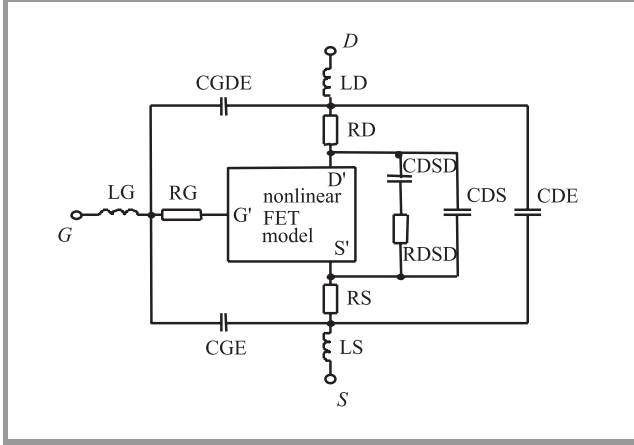 D
CGDE
LD
RD
CDSD
D'
LG
RG
nonlinear
CDS
CDE
G'
FET
G
model
S'
RDSD
RS
CGE
LS
S